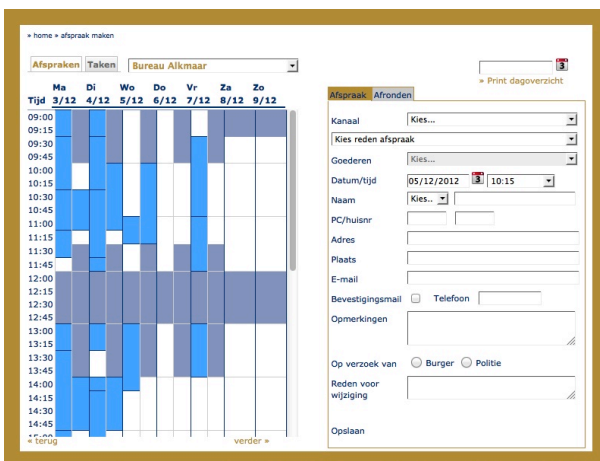 » home » afspraak maken
Afspraken Taken Bureau Alkmaar
3
» Print dagoverzicht
Ma Di Wo Do Vr Za Zo
Tijd 3/12 4/12 5/12 6/12 7/12 8/12 9/12
09:00
09:15
09:30
09:45
10:00
10:15
10:30
10:45
11:00
11:15
11:30
11:45
12:00
12:15
12:30
12:45
13:00
13:15
13:30
13:45
14:00
14:15
14:30
14:45
« terug verder »
Afspraak Afronden
Kanaal Kies...
Kies reden afspraak
Goederen Kies...
Datum/tijd 05/12/2012 3 10:15
Naam Kies..
PC/huisnr
Adres
Plaats
E-mail
Bevestigingsmail Telefoon
Opmerkingen
Op verzoek van Burger Politie
Reden voor
wijziging
Opslaan